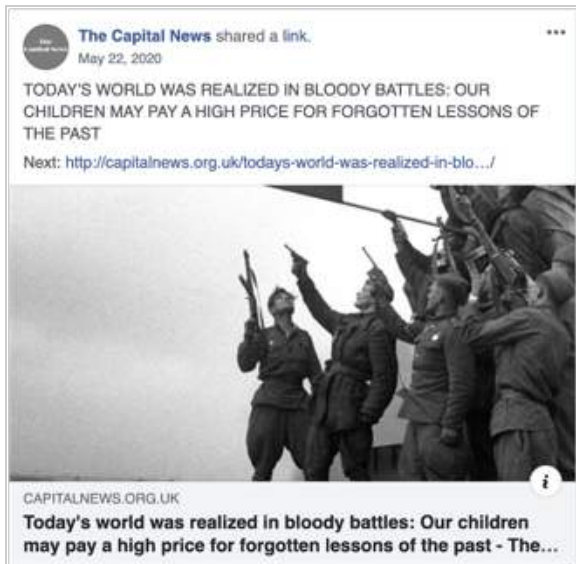 The
Capital News
The Capital News shared a link.
May 22, 2020
TODAY'S WORLD WAS REALIZED IN BLOODY BATTLES: OUR
CHILDREN MAY PAY A HIGH PRICE FOR FORGOTTEN LESSONS OF
THE PAST
Next: http://capitalnews.org.uk/todays-world-was-realized-in-blo…/
i
CAPITALNEWS.ORG.UK
Today's world was realized in bloody battles: Our children
may pay a high price for forgotten lessons of the past - The...